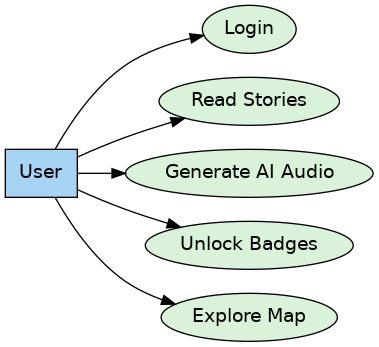 Login
Read Stories
User
Generate AI Audio
Unlock Badges
Explore Map